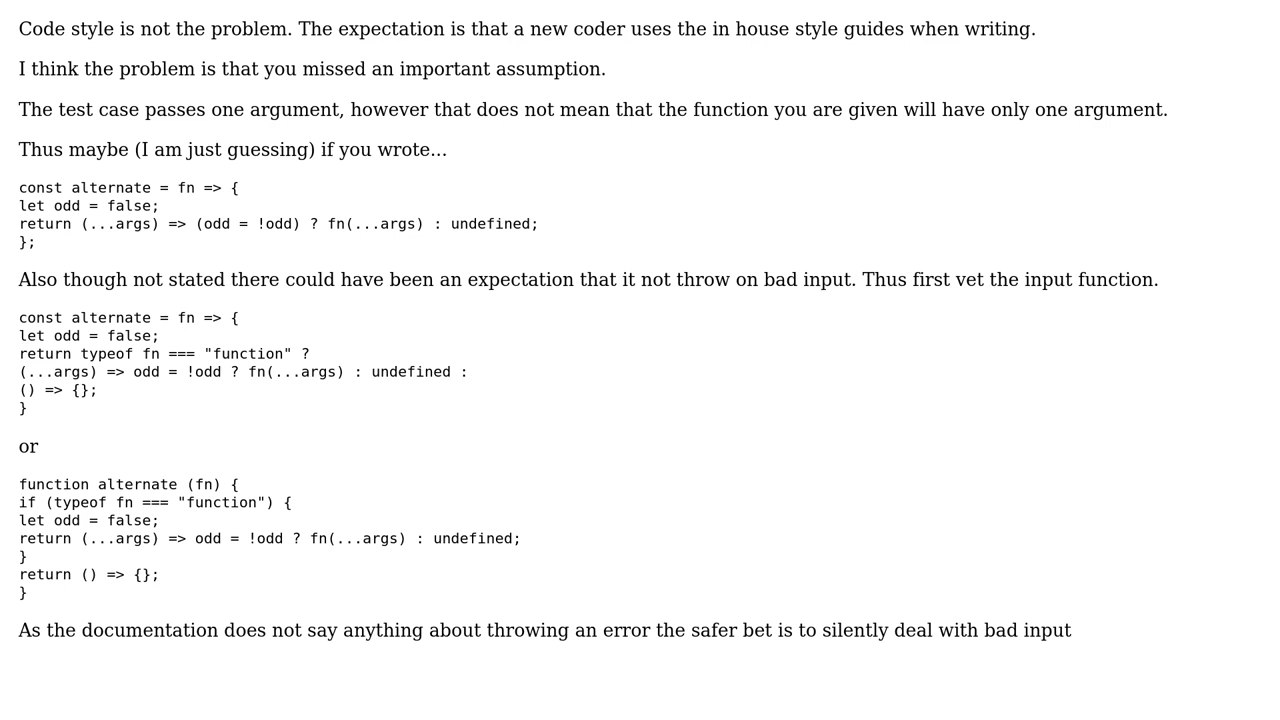 Code style is not the problem. The expectation is that a new coder uses the in house style guides when writing.
I think the problem is that you missed an important assumption.
The test case passes one argument, however that does not mean that the function you are given will have only one argument.
Thus maybe (I am just guessing) if you wrote...
const alternate = fn => {
let odd = false;
return (...args) => (odd = !odd) ? fn(...args) : undefined;
};
Also though not stated there could have been an expectation that it not throw on bad input. Thus first vet the input function.
const alternate = fn => {
let odd = false;
return typeof fn === "function" ?
(...args) => odd = !odd ? fn(...args) : undefined :
() => {};
}
or
function alternate (fn) {
if (typeof fn === "function") {
let odd = false;
return (...args) => odd = !odd ? fn(...args) : undefined;
}
return () => {};
}
As the documentation does not say anything about throwing an error the safer bet is to silently deal with bad input